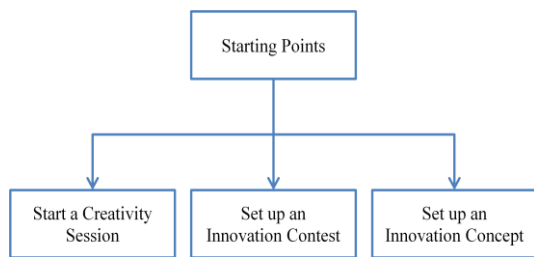 Starting Points
Start a Creativity
Session
Set up an
Innovation Contest
Set up an
Innovation Concept